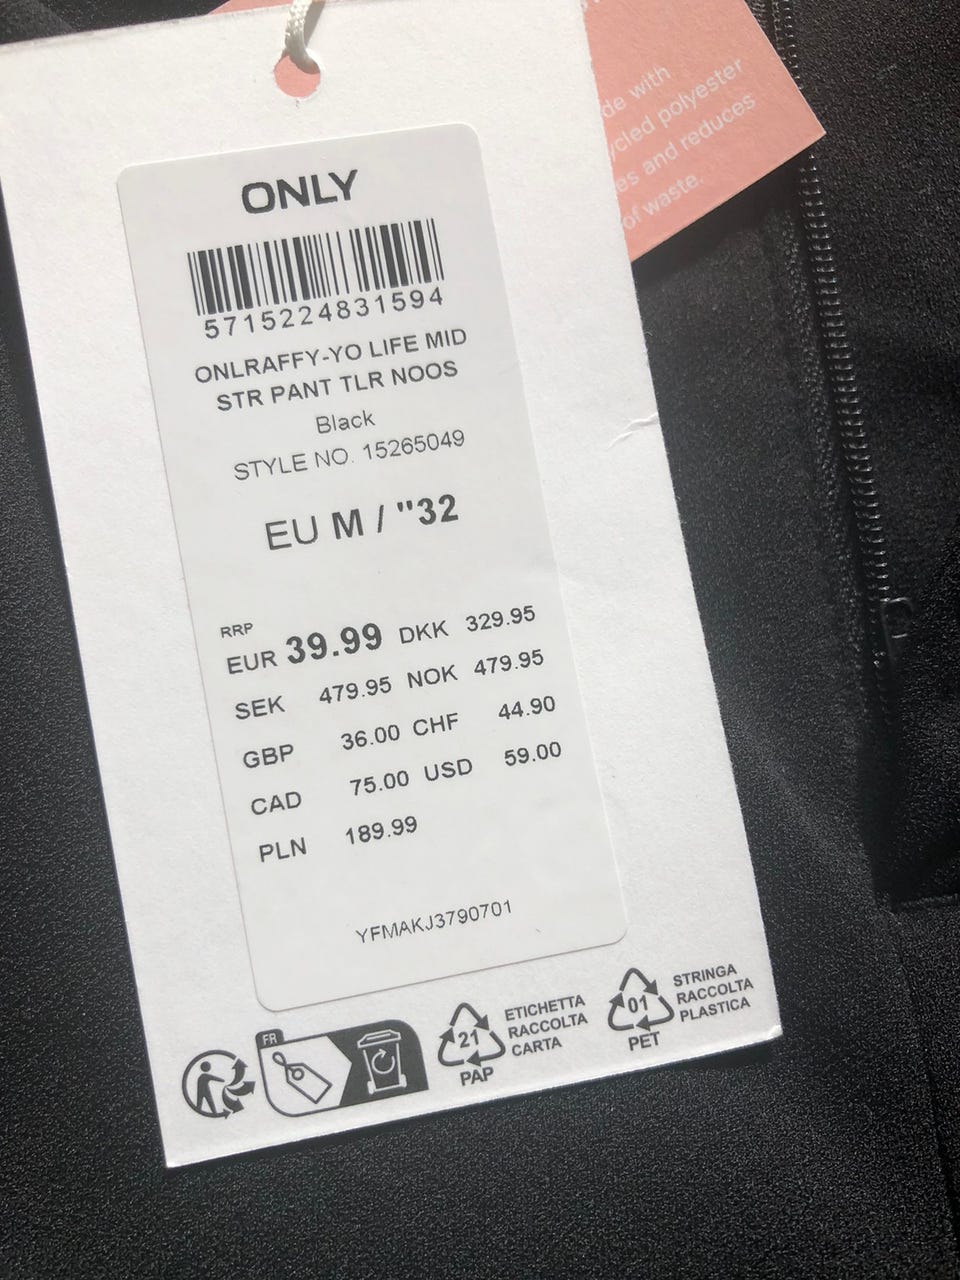 de with
ycled polyester
es and reduces
of waste.
ONLY
5715224831594
ONLRAFFY-YO LIFE MID
STR PANT TLR NOOS
Black
STYLE NO. 15265049
EU M / "32
RRP
EUR 39.99 DKK 329.95
SEK 479.95 NOK 479.95
GBP 36.00 CHF 44.90
CAD 75.00 USD 59.00
PLN 189.99
YFMAKJ3790701
FR
21
PAP
ETICHETTA
RACCOLTA
CARTA
01
PET
STRINGA
RACCOLTA
PLASTICA